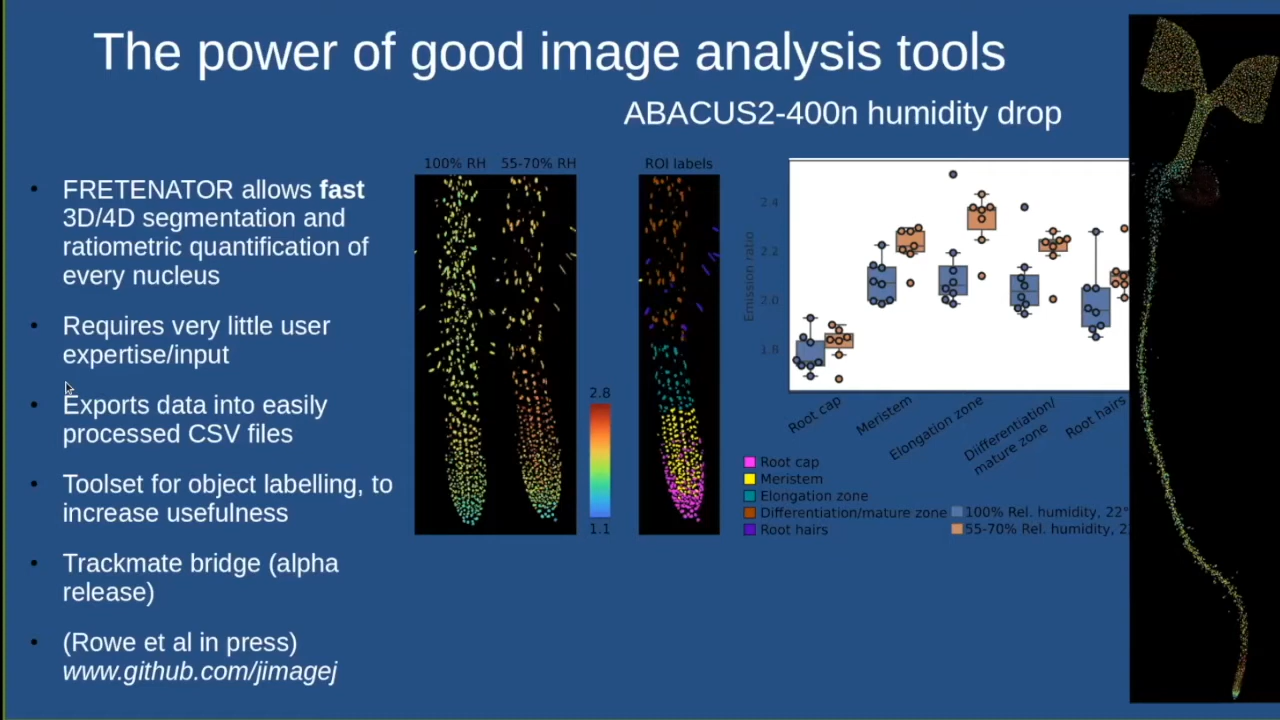 The power of good image analysis tools
ABACUS2-400n humidity drop
• FRETENATOR allows fast
3D/4D segmentation and
ratiometric quantification of
every nucleus
• Requires very little user
expertise/input
• Exports data into easily
processed CSV files
• Toolset for object labelling, to
increase usefulness
• Trackmate bridge (alpha
release)
• (Rowe et al in press)
www.github.com/jimagej
100% RH
55-70% RH
2.8
1.1
ROI labels
Emission ratio
2.4
2.2
2.0
1.8
Root cap
Meristem
Elongation zone
Differentiation/
mature zone
Root hairs
Root cap
Meristem
Elongation zone
Differentiation/mature zone
Root hairs
100% Rel. humidity, 22°
55-70% Rel. humidity,